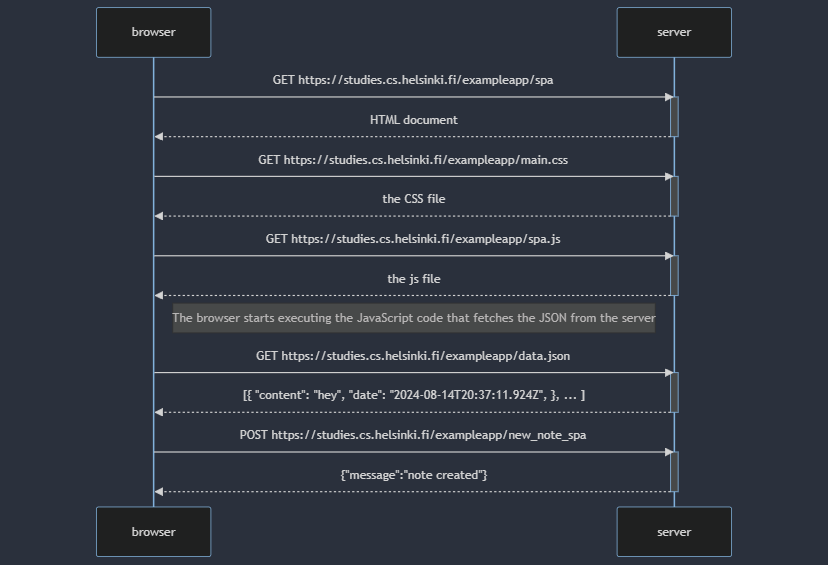 browser
server
GET https://studies.cs.helsinki.fi/exampleapp/spa
HTML document
GET https://studies.cs.helsinki.fi/exampleapp/main.css
the CSS file
GET https://studies.cs.helsinki.fi/exampleapp/spa.js
the js file
The browser starts executing the JavaScript code that fetches the JSON from the server
GET https://studies.cs.helsinki.fi/exampleapp/data.json
[{ "content": "hey", "date": "2024-08-14T20:37:11.924Z", }, ... ]
POST https://studies.cs.helsinki.fi/exampleapp/new_note_spa
{"message":"note created"}
browser
server